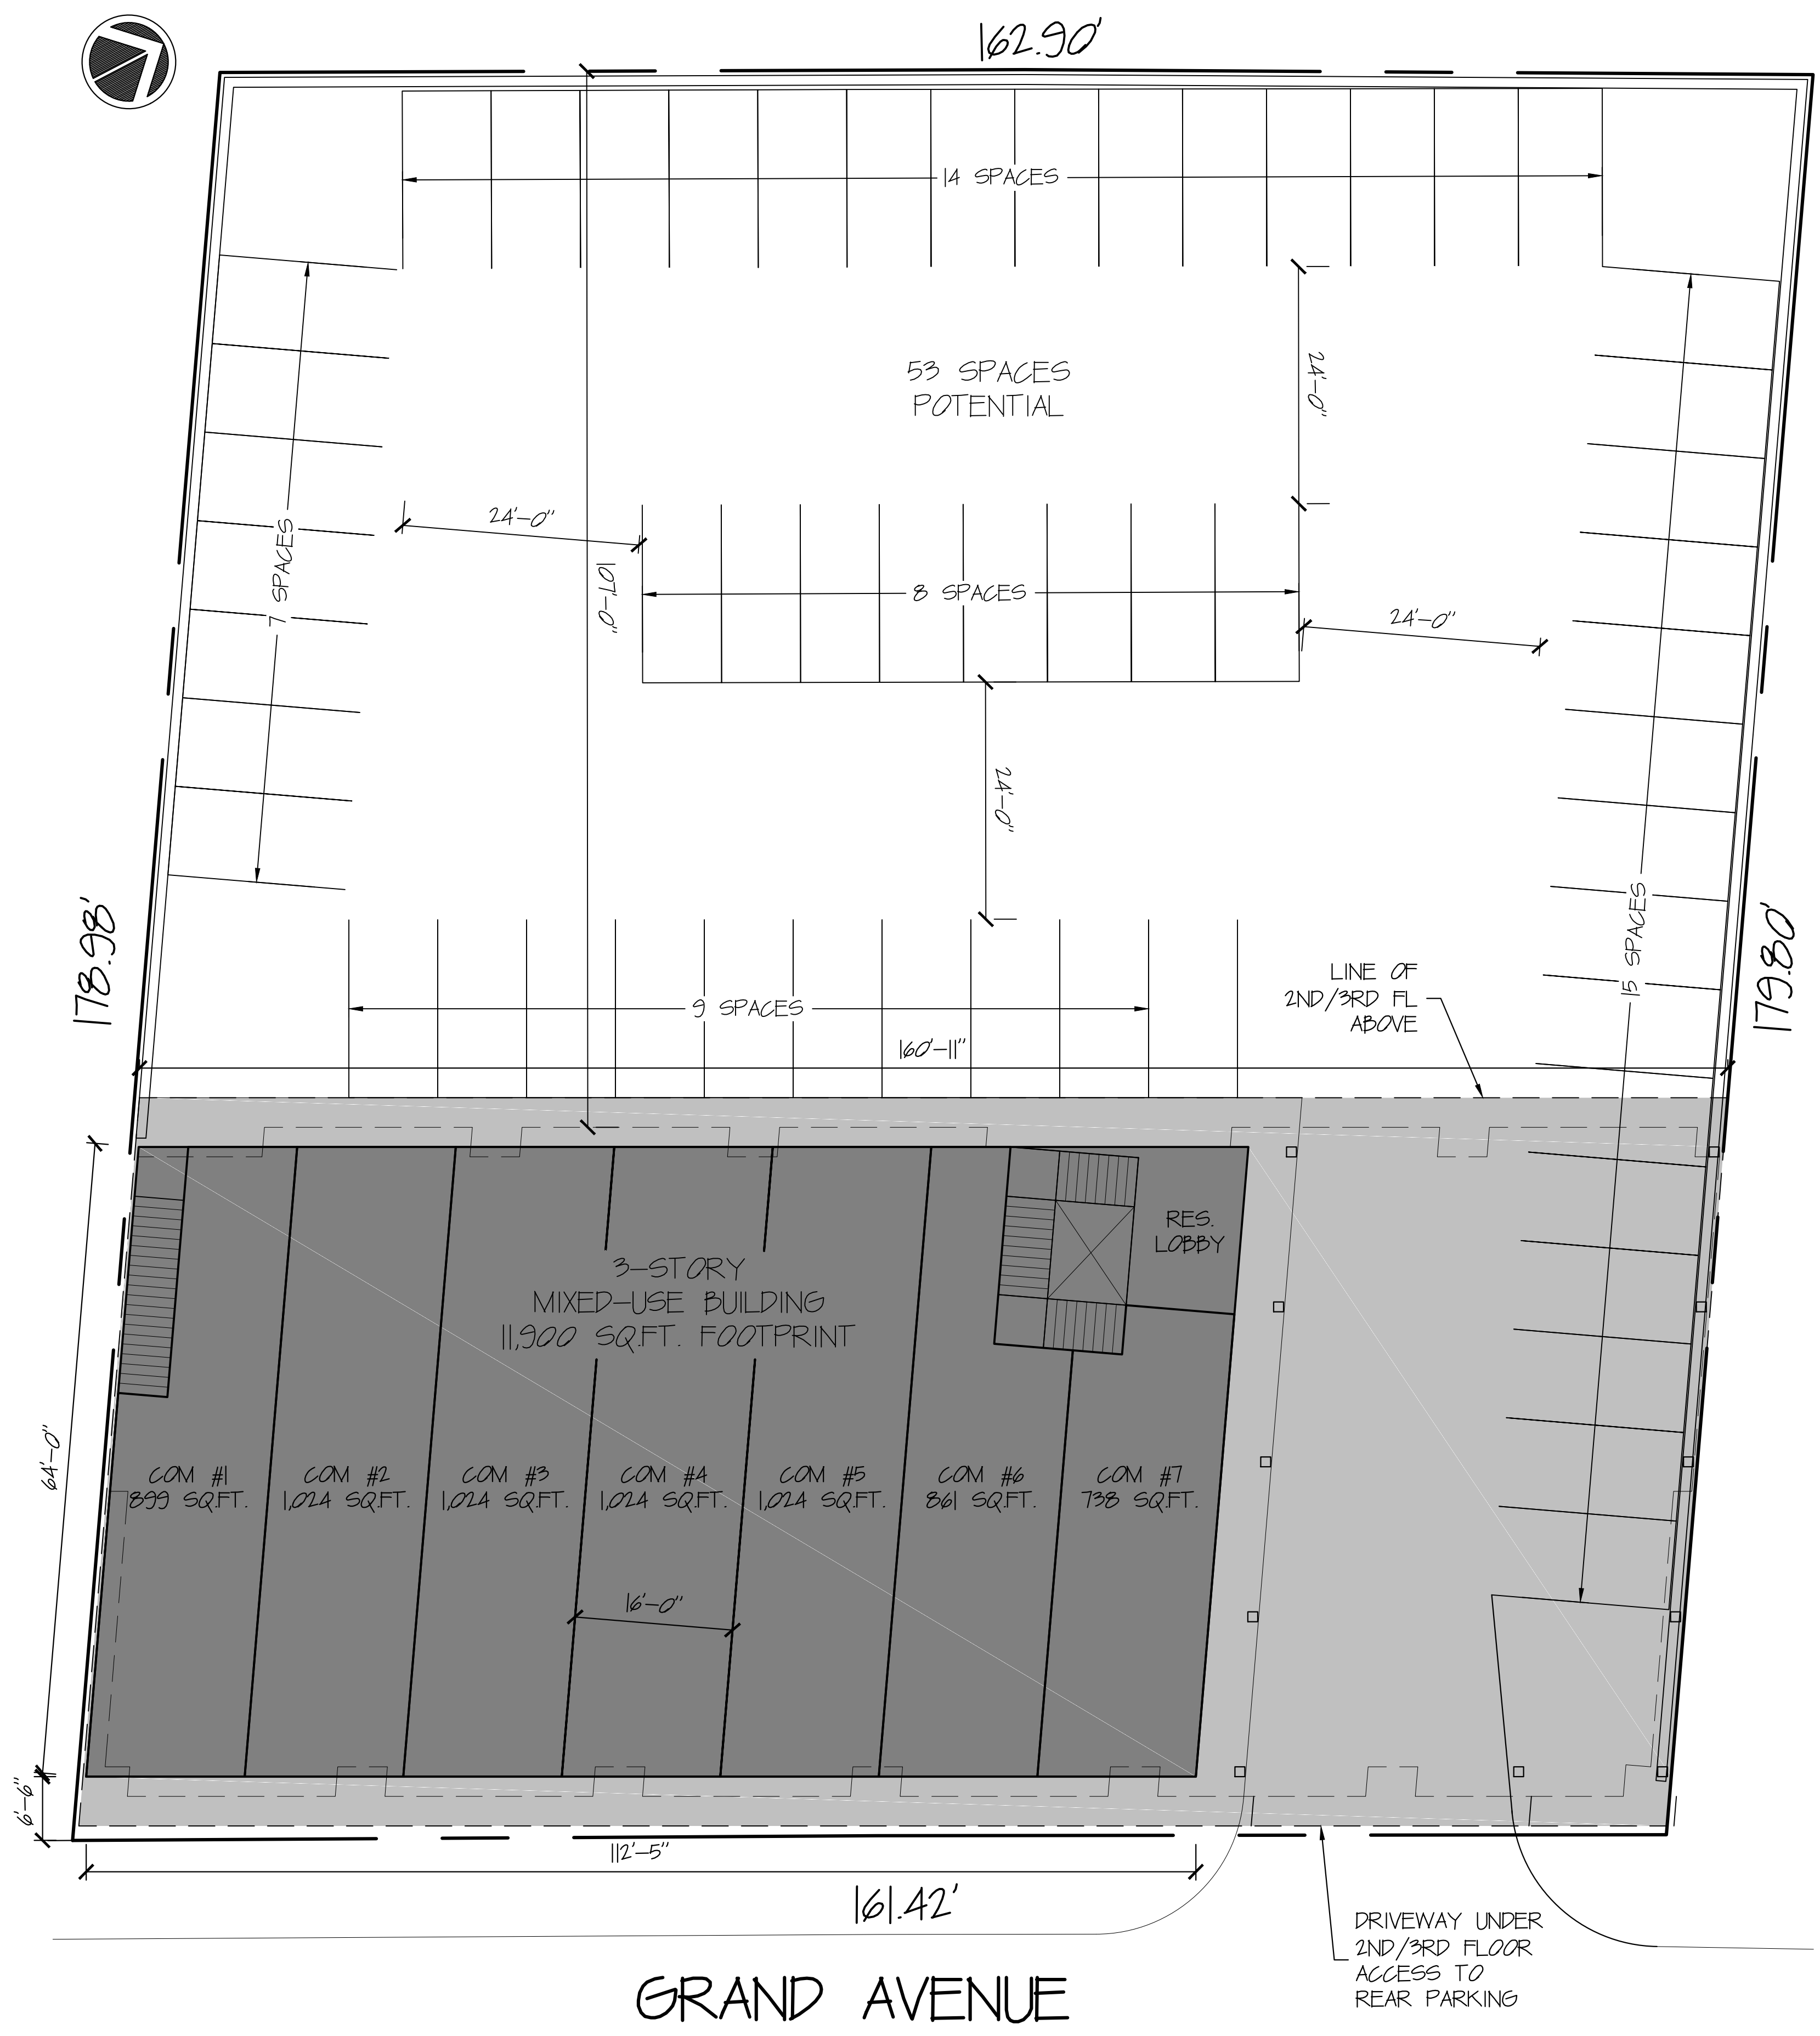 162.90'
14 SPACES
53 SPACES
POTENTIAL
24'-0"
24'-0"
7 SPACES
107'-0"
8 SPACES
24'-0"
24'-0"
15 SPACES
178.98'
179.80'
LINE OF
2ND/3RD FL
ABOVE
9 SPACES
160'-11"
RES.
LOBBY
3-STORY
MIXED-USE BUILDING
11,900 SQ.FT. FOOTPRINT
64'-0"
COM #1
899 SQ.FT.
COM #2
1,024 SQ.FT.
COM #3
1,024 SQ.FT.
COM #4
1,024 SQ.FT.
COM #5
1,024 SQ.FT.
COM #6
861 SQ.FT.
COM #7
738 SQ.FT.
16'-0"
6'-6"
112'-5"
161.42'
DRIVEWAY UNDER
2ND/3RD FLOOR
ACCESS TO
REAR PARKING
GRAND AVENUE